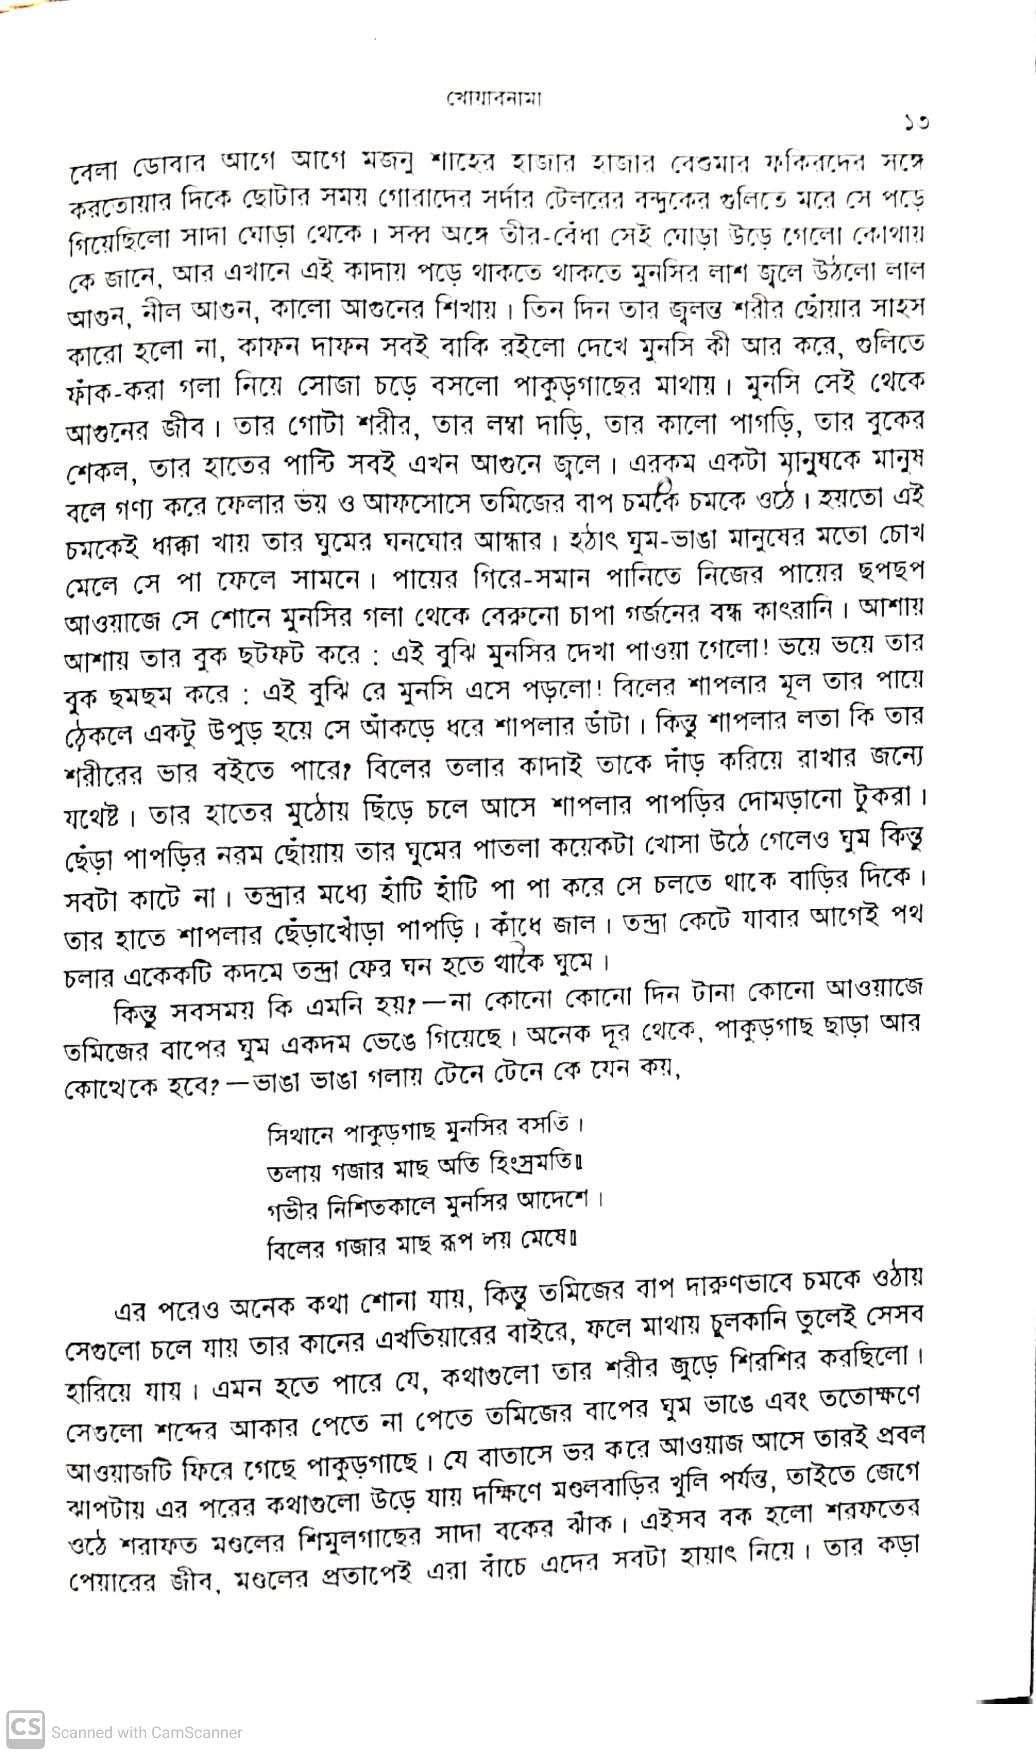 খোয়াবনামা
১৩
বেলা ডোবার আগে আগে মজনু শাহের হাজার হাজার বেশুমার ফকিরদের সঙ্গে
করতোয়ার দিকে ছোটার সময় গোরাদের সর্দার টেলরের বন্দুকের গুলিতে মরে সে পড়ে
গিয়েছিলো সাদা ঘোড়া থেকে। সব্ব অঙ্গে তীর-বেঁধা সেই ঘোড়া উড়ে গেলো কোথায়
কে জানে, আর এখানে এই কাদায় পড়ে থাকতে থাকতে মুনসির লাশ জ্বলে উঠলো লাল
আগুন, নীল আগুন, কালো আগুনের শিখায়। তিন দিন তার জ্বলন্ত শরীর ছোঁয়ার সাহস
কারো হলো না, কাফন দাফন সবই বাকি রইলো দেখে মুনসি কী আর করে, গুলিতে
ফাঁক-করা গলা নিয়ে সোজা চড়ে বসলো পাকুড়গাছের মাথায়। মুনসি সেই থেকে
আগুনের জীব। তার গোটা শরীর, তার লম্বা দাড়ি, তার কালো পাগড়ি, তার বুকের
শেকল, তার হাতের পান্টি সবই এখন আগুনে জ্বলে। এরকম একটা মানুষকে মানুষ
বলে গণ্য করে ফেলার ভয় ও আফসোসে তমিজের বাপ চমকে চমকে ওঠে। হয়তো এই
চমকেই ধাক্কা খায় তার ঘুমের ঘনঘোর আন্ধার। হঠাৎ ঘুম-ভাঙা মানুষের মতো চোখ
মেলে সে পা ফেলে সামনে। পায়ের গিরে-সমান পানিতে নিজের পায়ের ছপছপ
আওয়াজে সে শোনে মুনসির গলা থেকে বেরুনো চাপা গর্জনের বন্ধ কাৎরানি। আশায়
আশায় তার বুক ছটফট করে : এই বুঝি মুনসির দেখা পাওয়া গেলো! ভয়ে ভয়ে তার
বুক ছমছম করে : এই বুঝি রে মুনসি এসে পড়লো! বিলের শাপলার মূল তার পায়ে
ঠেকলে একটু উপুড় হয়ে সে আঁকড়ে ধরে শাপলার ডাঁটা। কিন্তু শাপলার লতা কি তার
শরীরের ভার বইতে পারে? বিলের তলার কাদাই তাকে দাঁড় করিয়ে রাখার জন্যে
যথেষ্ট। তার হাতের মুঠোয় ছিঁড়ে চলে আসে শাপলার পাপড়ির দোমড়ানো টুকরা।
ছেঁড়া পাপড়ির নরম ছোঁয়ায় তার ঘুমের পাতলা কয়েকটা খোসা উঠে গেলেও ঘুম কিন্তু
সবটা কাটে না। তন্দ্রার মধ্যে হাঁটি হাঁটি পা পা করে সে চলতে থাকে বাড়ির দিকে।
তার হাতে শাপলার ছেঁড়াখোঁড়া পাপড়ি। কাঁধে জাল। তন্দ্রা কেটে যাবার আগেই পথ
চলার একেকটি কদমে তন্দ্রা ফের ঘন হতে থাকে ঘুমে।
কিন্তু সবসময় কি এমনি হয়?—না কোনো কোনো দিন টানা কোনো আওয়াজে
তমিজের বাপের ঘুম একদম ভেঙে গিয়েছে। অনেক দূর থেকে, পাকুড়গাছ ছাড়া আর
কোত্থেকে হবে?—ভাঙা ভাঙা গলায় টেনে টেনে কে যেন কয়,
সিথানে পাকুড়গাছ মুনসির বসতি।
তলায় গজার মাছ অতি হিংস্রমতি॥
গভীর নিশিতকালে মুনসির আদেশে।
বিলের গজার মাছ রূপ লয় মেষে॥
এর পরেও অনেক কথা শোনা যায়, কিন্তু তমিজের বাপ দারুণভাবে চমকে ওঠায়
সেগুলো চলে যায় তার কানের এখতিয়ারের বাইরে, ফলে মাথায় চুলকানি তুলেই সেসব
হারিয়ে যায়। এমন হতে পারে যে, কথাগুলো তার শরীর জুড়ে শিরশির করছিলো।
সেগুলো শব্দের আকার পেতে না পেতে তমিজের বাপের ঘুম ভাঙে এবং ততোক্ষণে
আওয়াজটি ফিরে গেছে পাকুড়গাছে। যে বাতাসে ভর করে আওয়াজ আসে তারই প্রবল
ঝাপটায় এর পরের কথাগুলো উড়ে যায় দক্ষিণে মণ্ডলবাড়ির খুলি পর্যন্ত, তাইতে জেগে
ওঠে শরাফত মণ্ডলের শিমুলগাছের সাদা বকের ঝাঁক। এইসব বক হলো শরফতের
পেয়ারের জীব, মণ্ডলের প্রতাপেই এরা বাঁচে এদের সবটা হায়াৎ নিয়ে। তার কড়া
CS Scanned with CamScanner